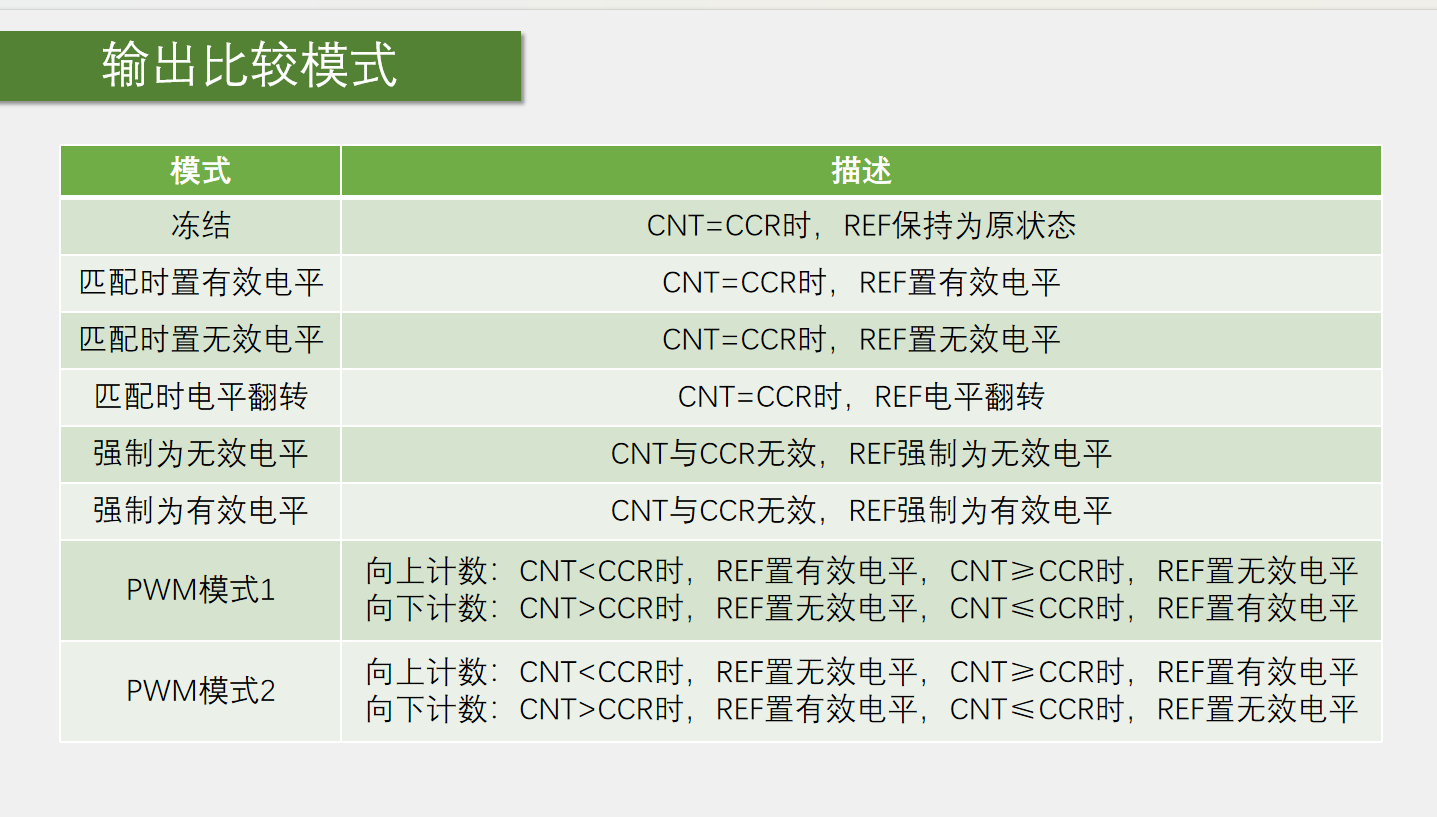 输出比较模式
模式 描述
冻结 CNT=CCR时，REF保持为原状态
匹配时置有效电平 CNT=CCR时，REF置有效电平
匹配时置无效电平 CNT=CCR时，REF置无效电平
匹配时电平翻转 CNT=CCR时，REF电平翻转
强制为无效电平 CNT与CCR无效，REF强制为无效电平
强制为有效电平 CNT与CCR无效，REF强制为有效电平
PWM模式1
向上计数：CNT<CCR时，REF置有效电平，CNT≥CCR时，REF置无效电平
向下计数：CNT>CCR时，REF置无效电平，CNT≤CCR时，REF置有效电平
PWM模式2
向上计数：CNT<CCR时，REF置无效电平，CNT≥CCR时，REF置有效电平
向下计数：CNT>CCR时，REF置有效电平，CNT≤CCR时，REF置无效电平